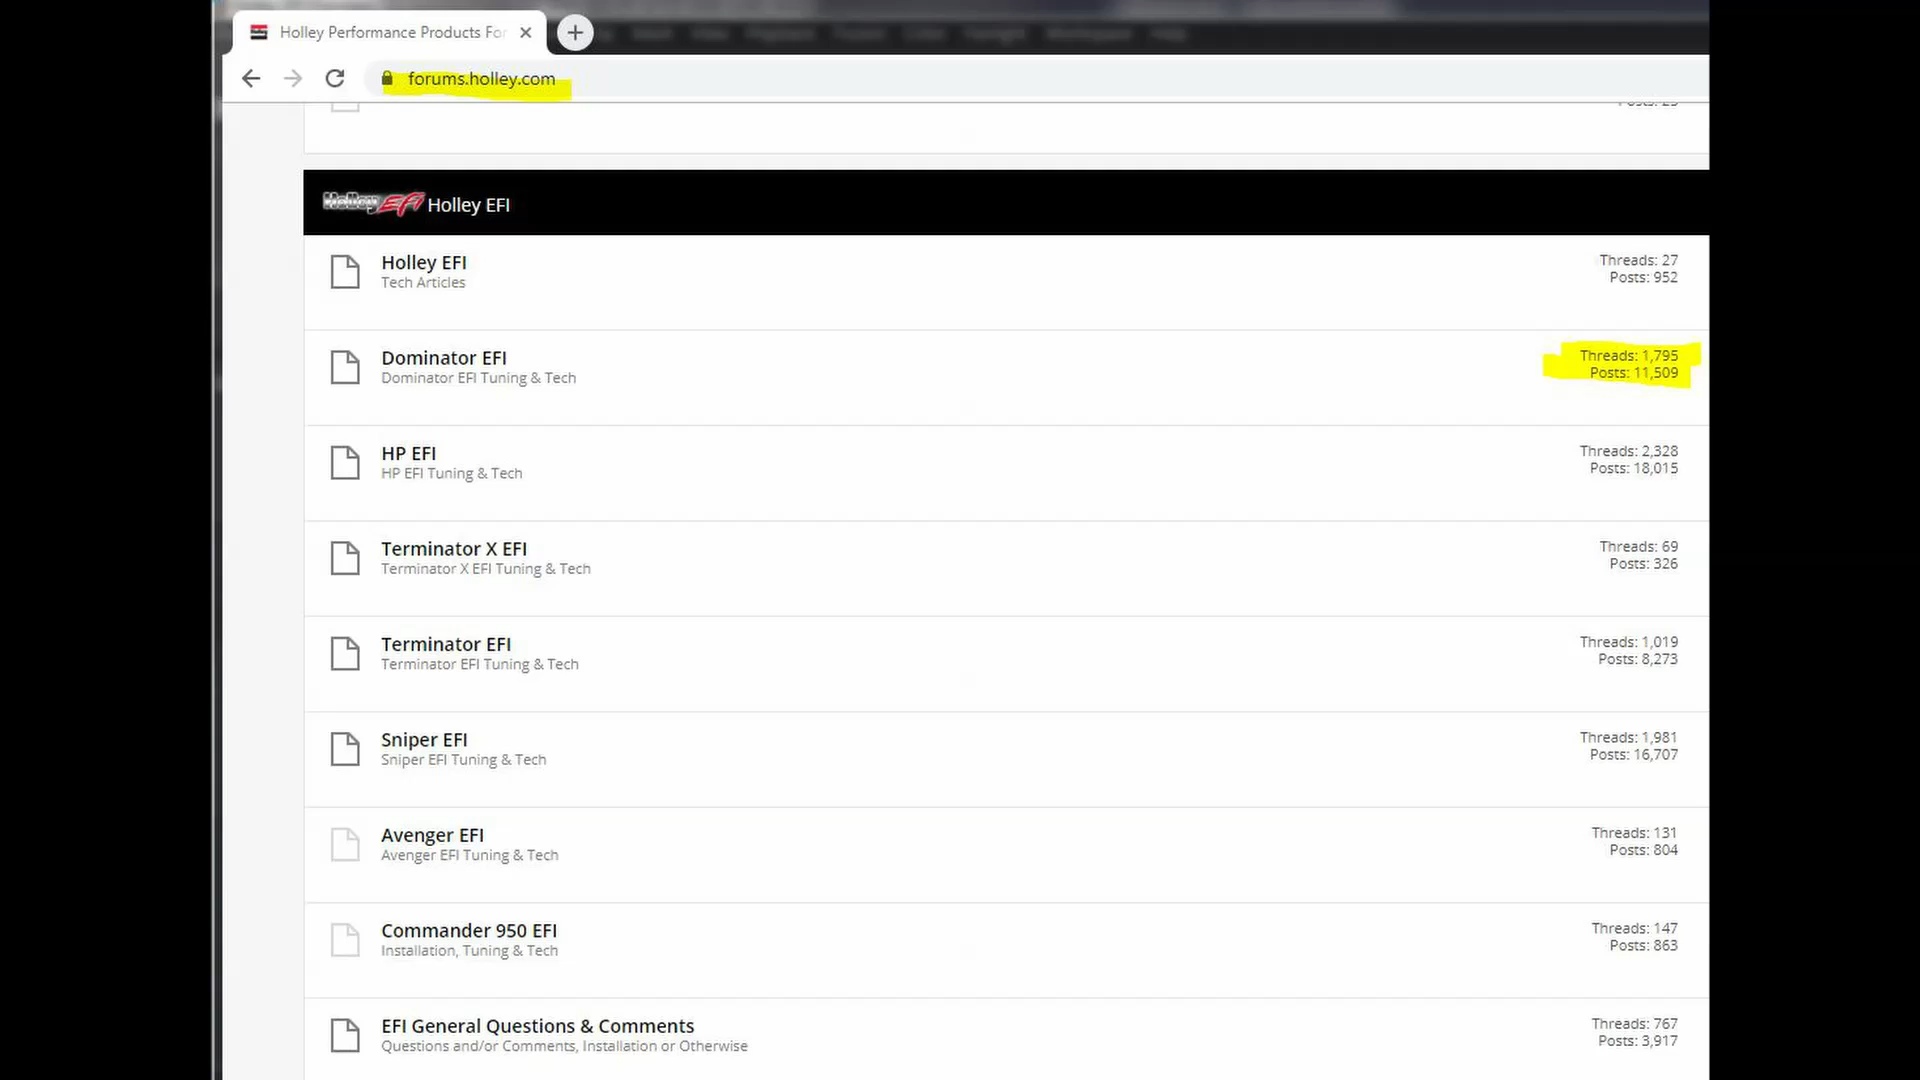 Holley Performance Products For
forums.holley.com
Holley EFI Holley EFI
Holley EFI
Tech Articles
Threads: 27
Posts: 952
Dominator EFI
Dominator EFI Tuning & Tech
Threads: 1,795
Posts: 11,509
HP EFI
HP EFI Tuning & Tech
Threads: 2,328
Posts: 18,015
Terminator X EFI
Terminator X EFI Tuning & Tech
Threads: 69
Posts: 326
Terminator EFI
Terminator EFI Tuning & Tech
Threads: 1,019
Posts: 8,273
Sniper EFI
Sniper EFI Tuning & Tech
Threads: 1,981
Posts: 16,707
Avenger EFI
Avenger EFI Tuning & Tech
Threads: 131
Posts: 804
Commander 950 EFI
Installation, Tuning & Tech
Threads: 147
Posts: 863
EFI General Questions & Comments
Questions and/or Comments, Installation or Otherwise
Threads: 767
Posts: 3,917